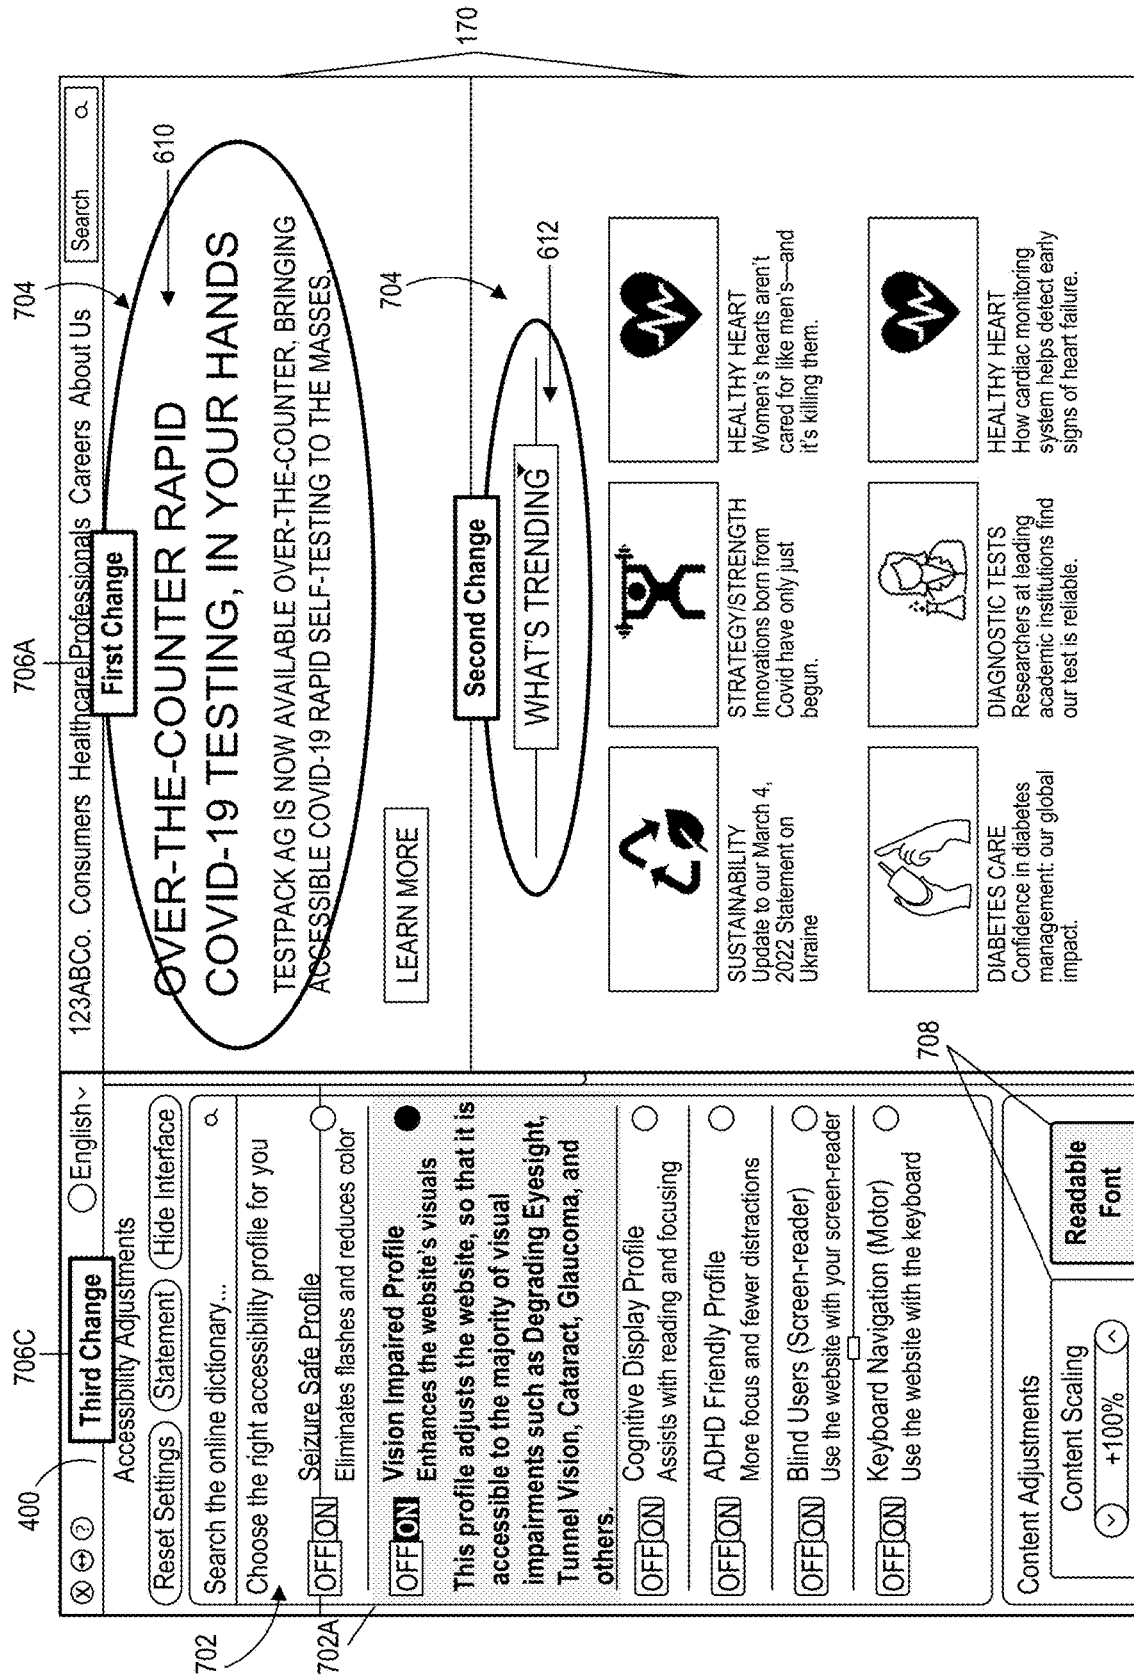 400
706C
706A
704
170
Third Change
English
123ABCo. Consumers Healthcare Professionals Careers About Us
Search
First Change
Accessibility Adjustments
Reset Settings
Statement
Hide Interface
Search the online dictionary...
Choose the right accessibility profile for you
702
OFF ON
Seizure Safe Profile
Eliminates flashes and reduces color
702A
OFF ON
Vision Impaired Profile
Enhances the website's visuals
This profile adjusts the website, so that it is
accessible to the majority of visual
impairments such as Degrading Eyesight,
Tunnel Vision, Cataract, Glaucoma, and
others.
OFF ON
Cognitive Display Profile
Assists with reading and focusing
OFF ON
ADHD Friendly Profile
More focus and fewer distractions
OFF ON
Blind Users (Screen-reader)
Use the website with your screen-reader
OFF ON
Keyboard Navigation (Motor)
Use the website with the keyboard
Content Adjustments
Content Scaling
+100%
Readable
Font
708
OVER-THE-COUNTER RAPID
COVID-19 TESTING, IN YOUR HANDS
610
TESTPACK AG IS NOW AVAILABLE OVER-THE-COUNTER, BRINGING
ACCESSIBLE COVID-19 RAPID SELF-TESTING TO THE MASSES.
LEARN MORE
704
Second Change
WHAT'S TRENDING
612
SUSTAINABILITY
Update to our March 4,
2022 Statement on
Ukraine
STRATEGY/STRENGTH
Innovations born from
Covid have only just
begun.
HEALTHY HEART
Women's hearts aren't
cared for like men's—and
it's killing them.
DIABETES CARE
Confidence in diabetes
management: our global
impact.
DIAGNOSTIC TESTS
Researchers at leading
academic institutions find
our test is reliable.
HEALTHY HEART
How cardiac monitoring
system helps detect early
signs of heart failure.